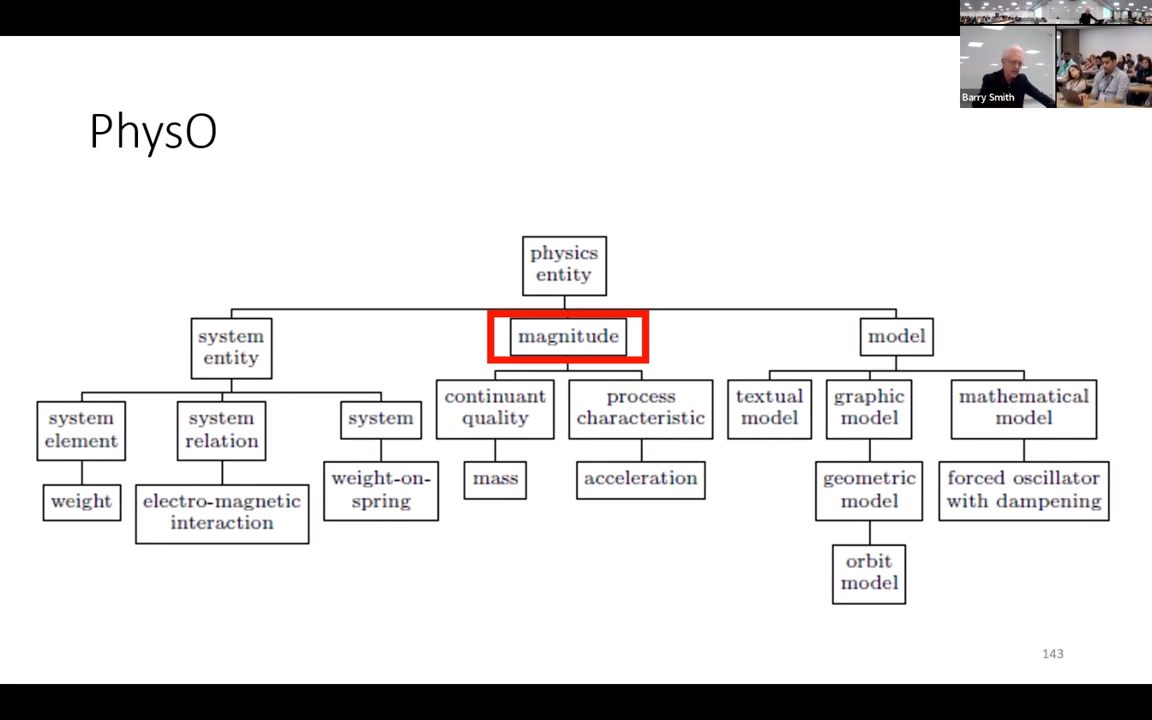 Barry Smith
PhysO
physics
entity
system
entity
magnitude
model
system
element
system
relation
system
continuant
quality
process
characteristic
textual
model
graphic
model
mathematical
model
weight
electro-magnetic
interaction
weight-on-
spring
mass
acceleration
geometric
model
forced oscillator
with dampening
orbit
model
143